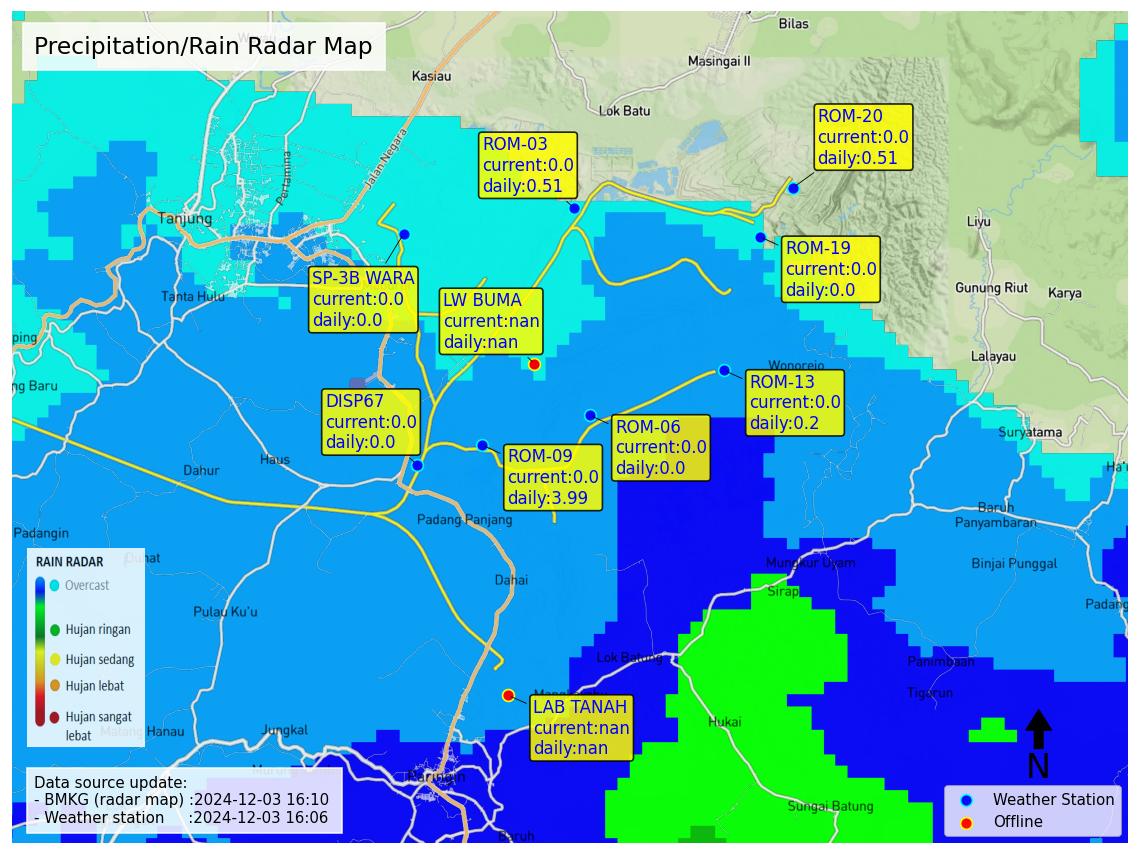 Precipitation/Rain Radar Map
Bilas
Masingai II
Kasiau
Lok Batu
Jalan Negara
Pertamina
Tanjung
Tanta Hulu
ROM-03
current:0.0
daily:0.51
ROM-20
current:0.0
daily:0.51
ROM-19
current:0.0
daily:0.0
SP-3B WARA
current:0.0
daily:0.0
LW BUMA
current:nan
daily:nan
Liyu
Gunung Riut
Karya
Lalayau
Wonorejo
Suryatama
ping
ng Baru
DISP67
current:0.0
daily:0.0
ROM-13
current:0.0
daily:0.2
ROM-06
current:0.0
daily:0.0
ROM-09
current:0.0
daily:3.99
Dahur
Haus
Padangin
Padang Panjang
Dahai
Pulau Ku'u
Baruh
Panyambaran
Binjai Punggal
Mungkur Uyam
Sirap
Padang
Lok Batung
Panimbaan
Tigarun
Hukai
Sungai Batung
LAB TANAH
current:nan
daily:nan
Jungkal
Paringin
Baruh
RAIN RADAR
Overcast
Hujan ringan
Hujan sedang
Hujan lebat
Hujan sangat
lebat
Data source update:
- BMKG (radar map) :2024-12-03 16:10
- Weather station :2024-12-03 16:06
N
Weather Station
Offline